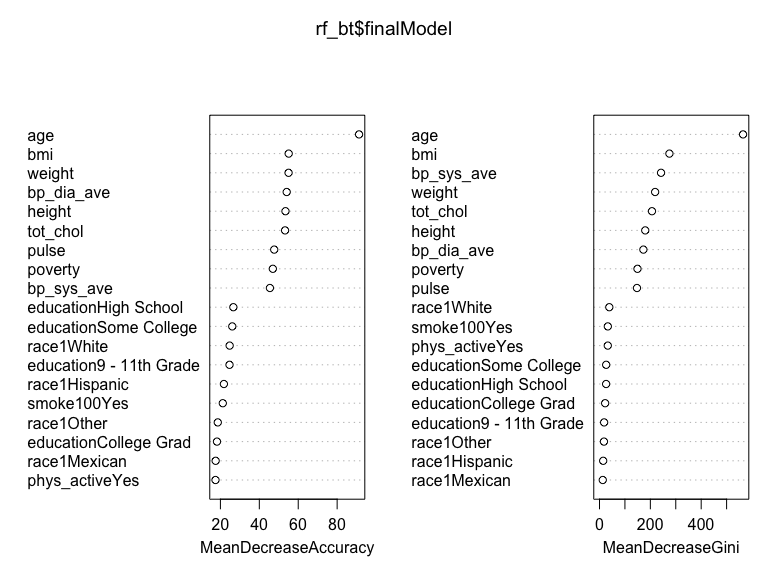 rf_bt$finalModel
age
bmi
weight
bp_dia_ave
height
tot_chol
pulse
poverty
bp_sys_ave
educationHigh School
educationSome College
race1White
education9 - 11th Grade
race1Hispanic
smoke100Yes
race1Other
educationCollege Grad
race1Mexican
phys_activeYes
20 40 60 80
MeanDecreaseAccuracy
age
bmi
bp_sys_ave
weight
tot_chol
height
bp_dia_ave
poverty
pulse
race1White
smoke100Yes
phys_activeYes
educationSome College
educationHigh School
educationCollege Grad
education9 - 11th Grade
race1Other
race1Hispanic
race1Mexican
0 200 400
MeanDecreaseGini